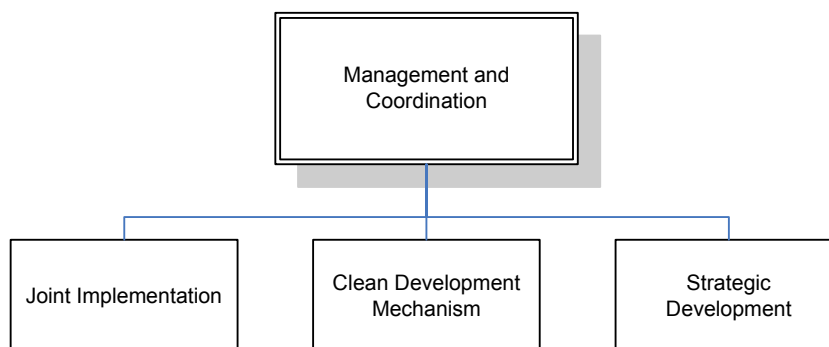 Management and
Coordination
Joint Implementation
Clean Development
Mechanism
Strategic
Development